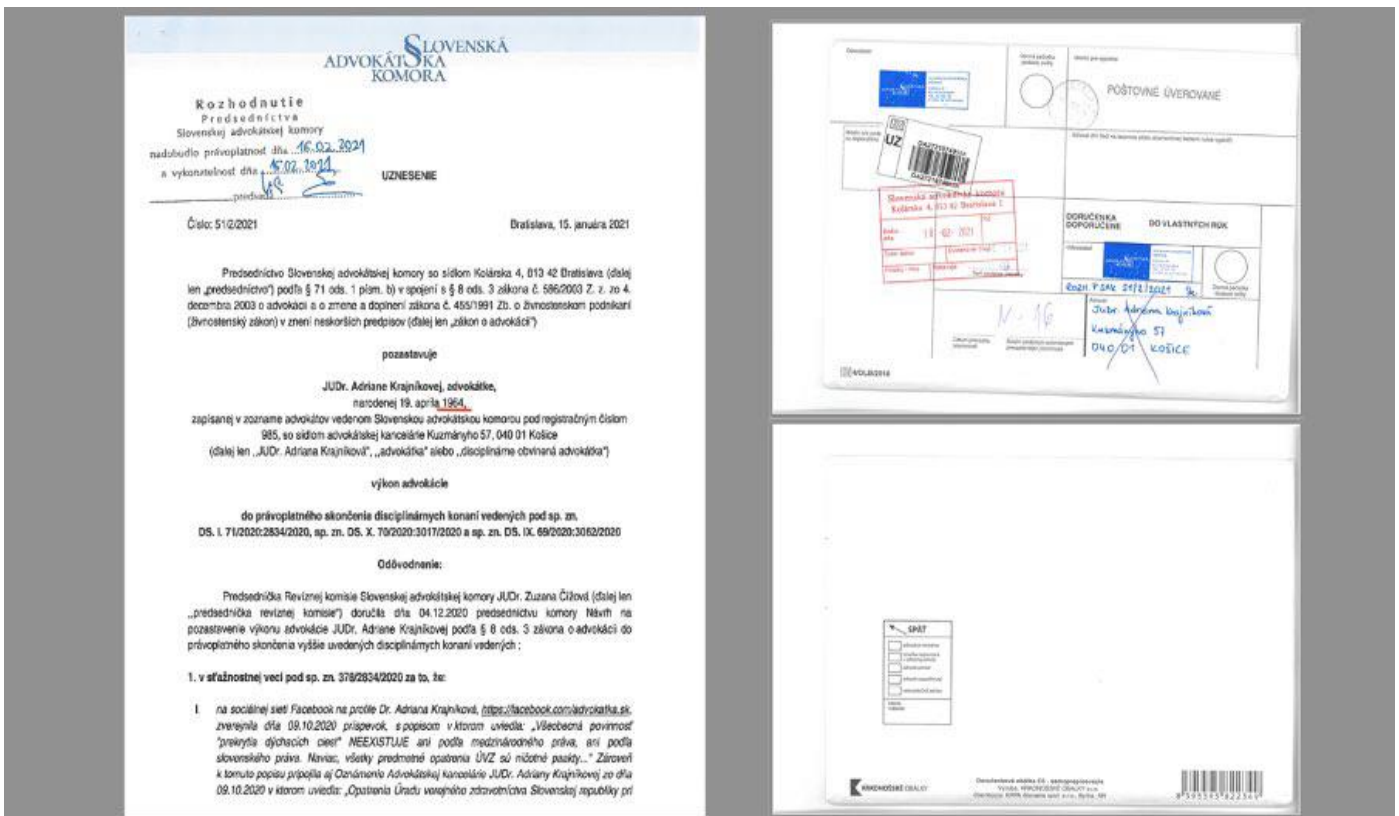 SLOVENSKÁ
ADVOKÁTSKA
KOMORA
Rozhodnutie
Predsedníctva
Slovenskej advokátskej komory
nadobudlo právoplatnosť dňa 16.02.2021
a vykonateľnosť dňa 15.02.2021
UZNESENIE
Číslo: 51/2/2021
Bratislava, 15. januára 2021
Predsedníctvo Slovenskej advokátskej komory so sídlom Kolárska 4, 813 42 Bratislava (ďalej
len „predsedníctvo") podľa § 71 ods. 1 písm. b) v spojení s § 8 ods. 3 zákona č. 586/2003 Z. z. zo 4.
decembra 2003 o advokácii a o zmene a doplnení zákona č. 455/1991 Zb. o živnostenskom podnikaní
(živnostenský zákon) v znení neskorších predpisov (ďalej len „zákon o advokácii")
pozastavuje
JUDr. Adriane Krajníkovej, advokátke,
narodenej 19. apríla 1964,
zapísanej v zozname advokátov vedenom Slovenskou advokátskou komorou pod registračným číslom
985, so sídlom advokátskej kancelárie Kuzmányho 57, 040 01 Košice
(ďalej len „JUDr. Adriana Krajníková", „advokátka" alebo „disciplinárne obvinená advokátka")
výkon advokácie
do právoplatného skončenia disciplinárnych konaní vedených pod sp. zn.
DS. I. 71/2020:2834/2020, sp. zn. DS. X. 70/2020:3017/2020 a sp. zn. DS. IX. 69/2020:3062/2020
Odôvodnenie:
Predsedníčka Revíznej komisie Slovenskej advokátskej komory JUDr. Zuzana Čížová (ďalej len
„predsedníčka revíznej komisie") doručila dňa 04.12.2020 predsedníctvu komory Návrh na
pozastavenie výkonu advokácie JUDr. Adriane Krajníkovej podľa § 8 ods. 3 zákona o advokácii do
právoplatného skončenia vyššie uvedených disciplinárnych konaní vedených :
1. v sťažnostnej veci pod sp. zn. 378/2834/2020 za to, že:
I. na sociálnej sieti Facebook na profile Dr. Adriana Krajníková, https://facebook.com/advokatka.sk,
zverejnila dňa 09.10.2020 príspevok, s popisom v ktorom uviedla: „Všeobecná povinnosť
"prekrytia dýchacích ciest" NEEXISTUJE ani podľa medzinárodného práva, ani podľa
slovenského práva. Naviac, všetky predmetné opatrenia ÚVZ sú ničotné paakty..." Zároveň
k tomuto popisu pripojila aj Oznámenie Advokátskej kancelárie JUDr. Adriany Krajníkovej zo dňa
09.10.2020 v ktorom uviedla: „Opatrenia Úradu verejného zdravotníctva Slovenskej republiky pri
POŠTOVNÉ ÚVEROVANÉ
UZ
Slovenská advokátska komora
Kolárska 4, 813 42 Bratislava 1
18 -02- 2021
DORUČENKA
DOPORUČENE
DO VLASTNÝCH RÚK
Rozh. P SAK 51/2/2021
JUDr. Adriana Krajníková
Kuzmányho 57
040 01 KOŠICE
SPÄŤ
KRKONOŠSKÉ OBÁLKY